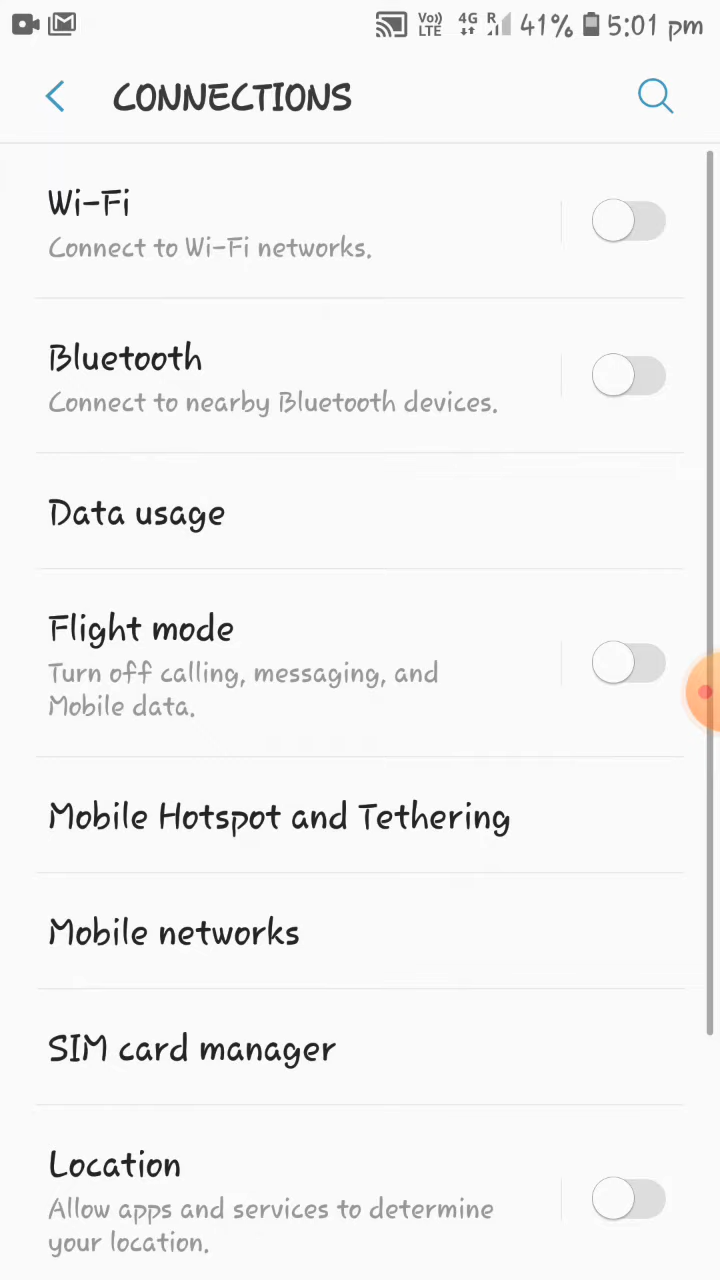 Vo)) LTE 4G R 41% 5:01 pm
CONNECTIONS
Wi-Fi
Connect to Wi-Fi networks.
Bluetooth
Connect to nearby Bluetooth devices.
Data usage
Flight mode
Turn off calling, messaging, and
Mobile data.
Mobile Hotspot and Tethering
Mobile networks
SIM card manager
Location
Allow apps and services to determine
your location.